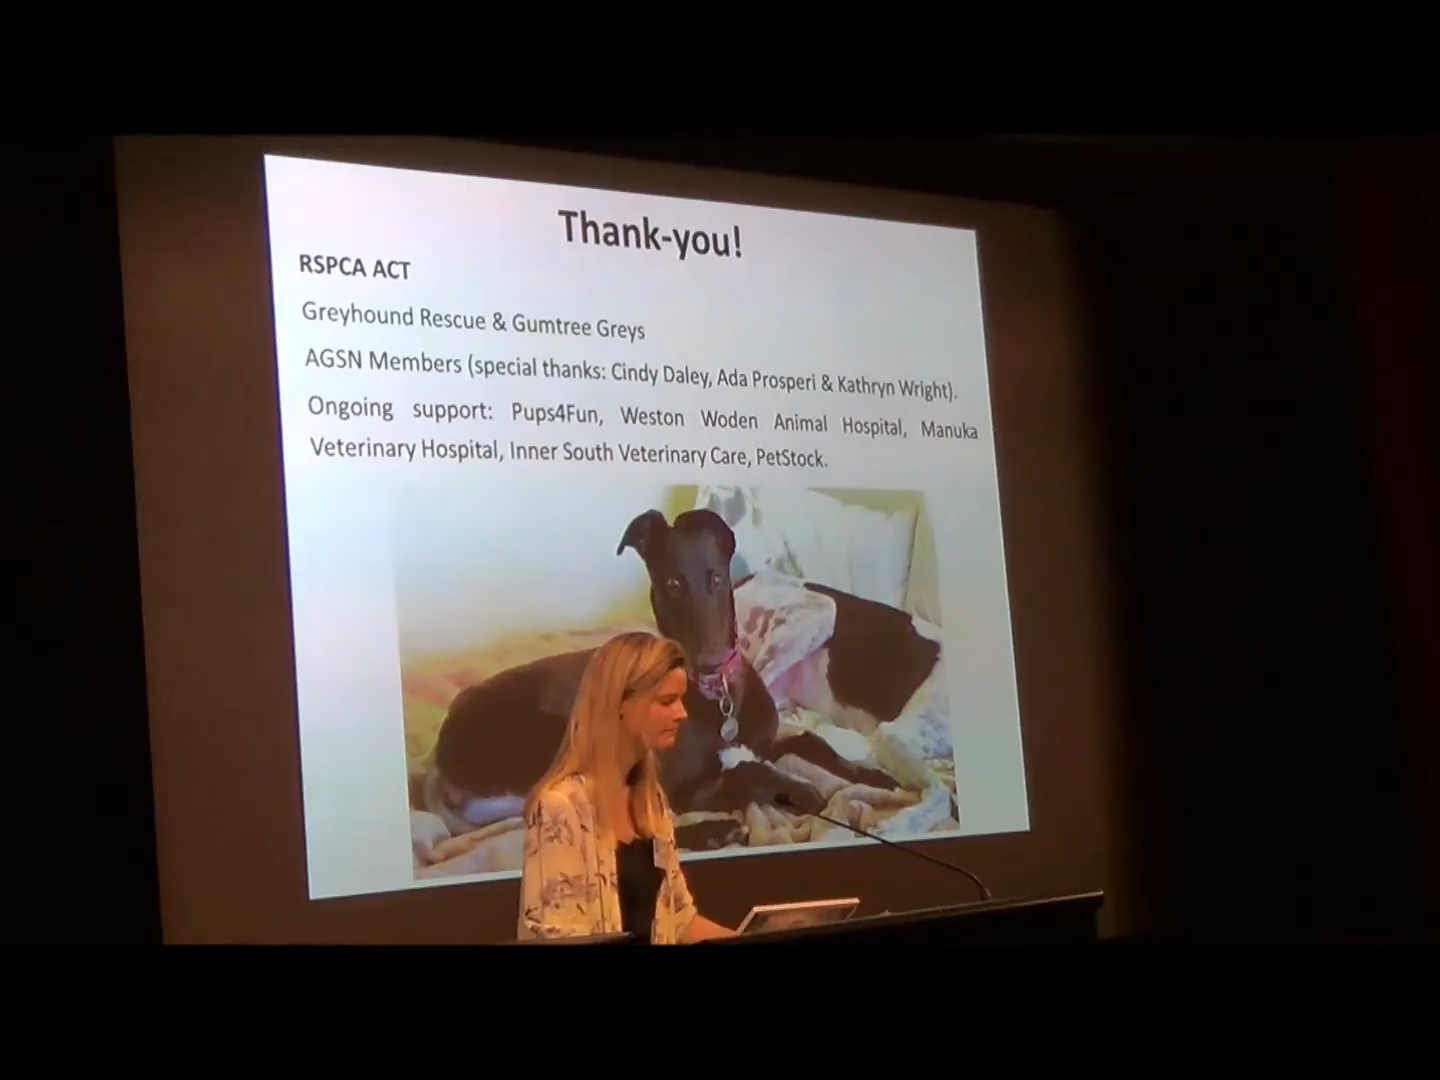 Thank-you!
RSPCA ACT
Greyhound Rescue & Gumtree Greys
AGSN Members (special thanks: Cindy Daley, Ada Prosperi & Kathryn Wright).
Ongoing support: Pups4Fun, Weston Woden Animal Hospital, Manuka
Veterinary Hospital, Inner South Veterinary Care, PetStock.